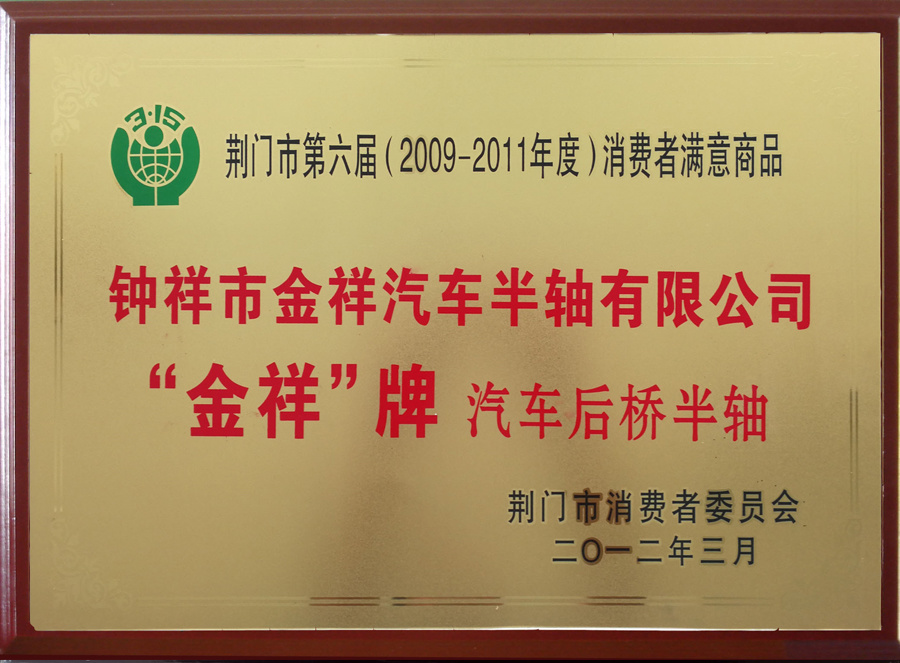 3·15
荆门市第六届(2009-2011年度)消费者满意商品
钟祥市金祥汽车半轴有限公司
“金祥”牌 汽车后桥半轴
荆门市消费者委员会
二〇一二年三月